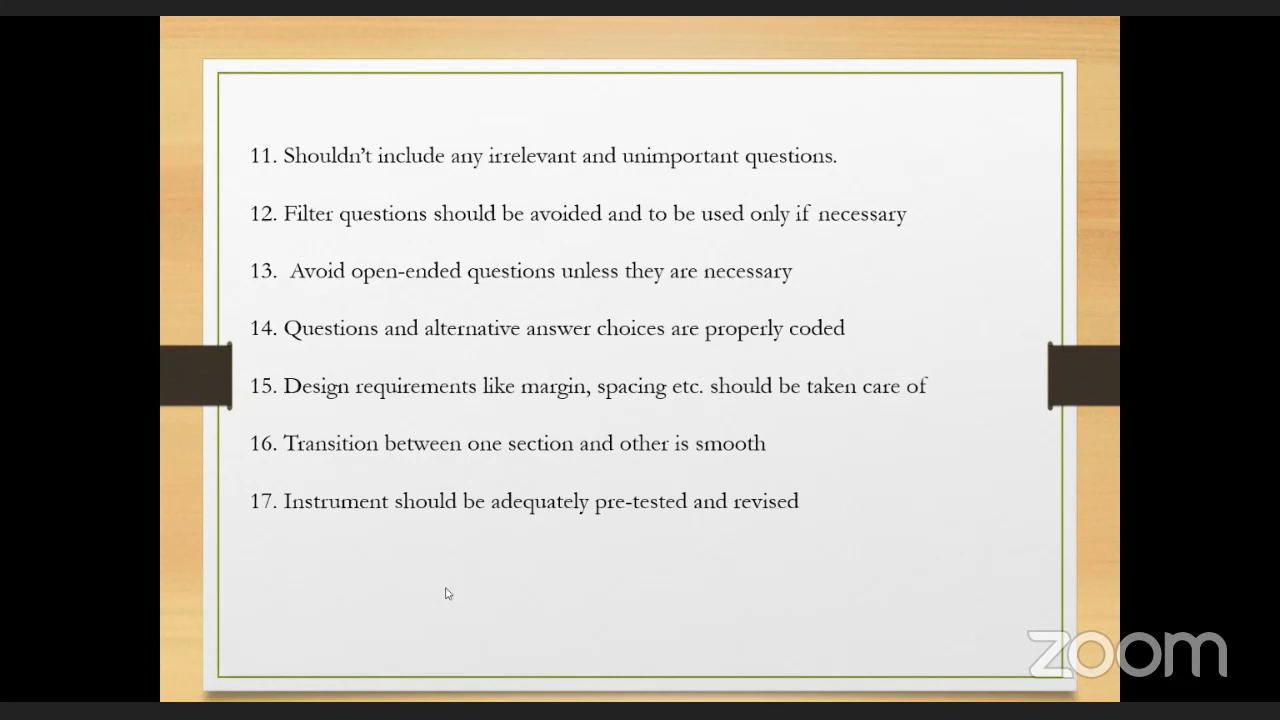 11. Shouldn't include any irrelevant and unimportant questions.
12. Filter questions should be avoided and to be used only if necessary
13. Avoid open-ended questions unless they are necessary
14. Questions and alternative answer choices are properly coded
15. Design requirements like margin, spacing etc. should be taken care of
16. Transition between one section and other is smooth
17. Instrument should be adequately pre-tested and revised
zoom